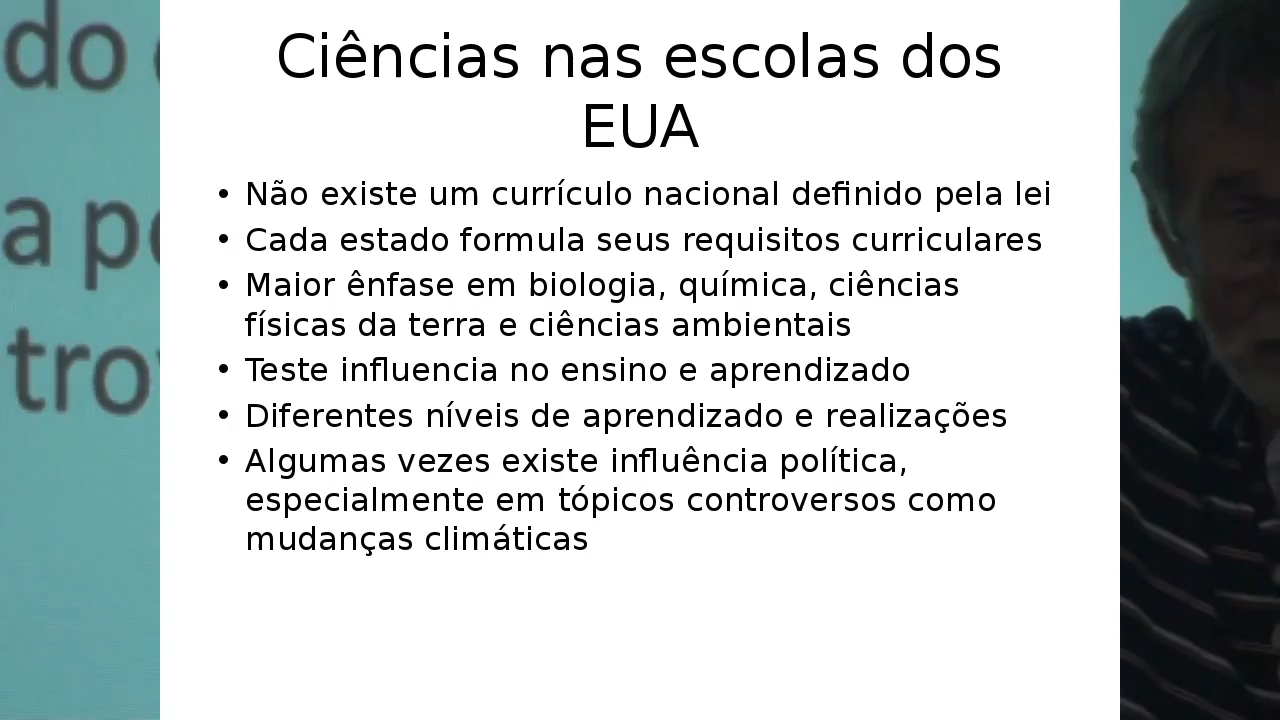 Ciências nas escolas dos
EUA
• Não existe um currículo nacional definido pela lei
• Cada estado formula seus requisitos curriculares
• Maior ênfase em biologia, química, ciências
físicas da terra e ciências ambientais
• Teste influencia no ensino e aprendizado
• Diferentes níveis de aprendizado e realizações
• Algumas vezes existe influência política,
especialmente em tópicos controversos como
mudanças climáticas
do
a